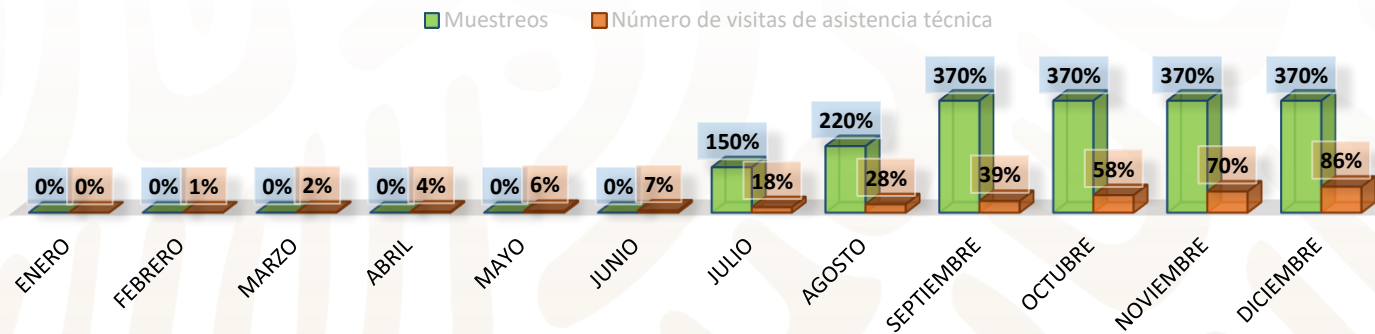 Muestreos Número de visitas de asistencia técnica
370% 370% 370% 370%
220%
150%
86%
70%
58%
39%
28%
18%
0% 0% 0% 1% 0% 2% 0% 4% 0% 6% 0% 7%
ENERO FEBRERO MARZO ABRIL MAYO JUNIO JULIO AGOSTO SEPTIEMBRE OCTUBRE NOVIEMBRE DICIEMBRE